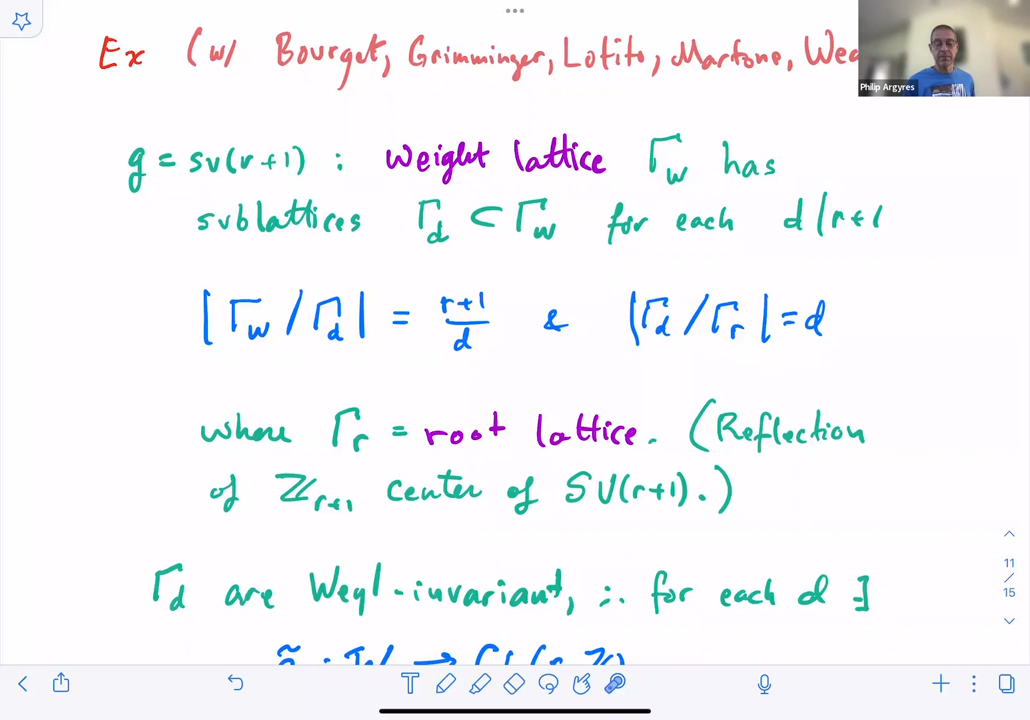 Ex (w/ Bourget, Grimminger, Lotito, Martone, Wea
Philip Argyres
g = su(r+1) : weight lattice Γ_w has
sublattices Γ_d ⊂ Γ_w for each d|r+1
|Γ_w/Γ_d| = (r+1)/d & |Γ_d/Γ_r| = d
where Γ_r = root lattice. (Reflection
of ℤ_{r+1} center of SU(r+1).)
Γ_d are Weyl-invariant, ∴ for each d ∃
11
/
15
T